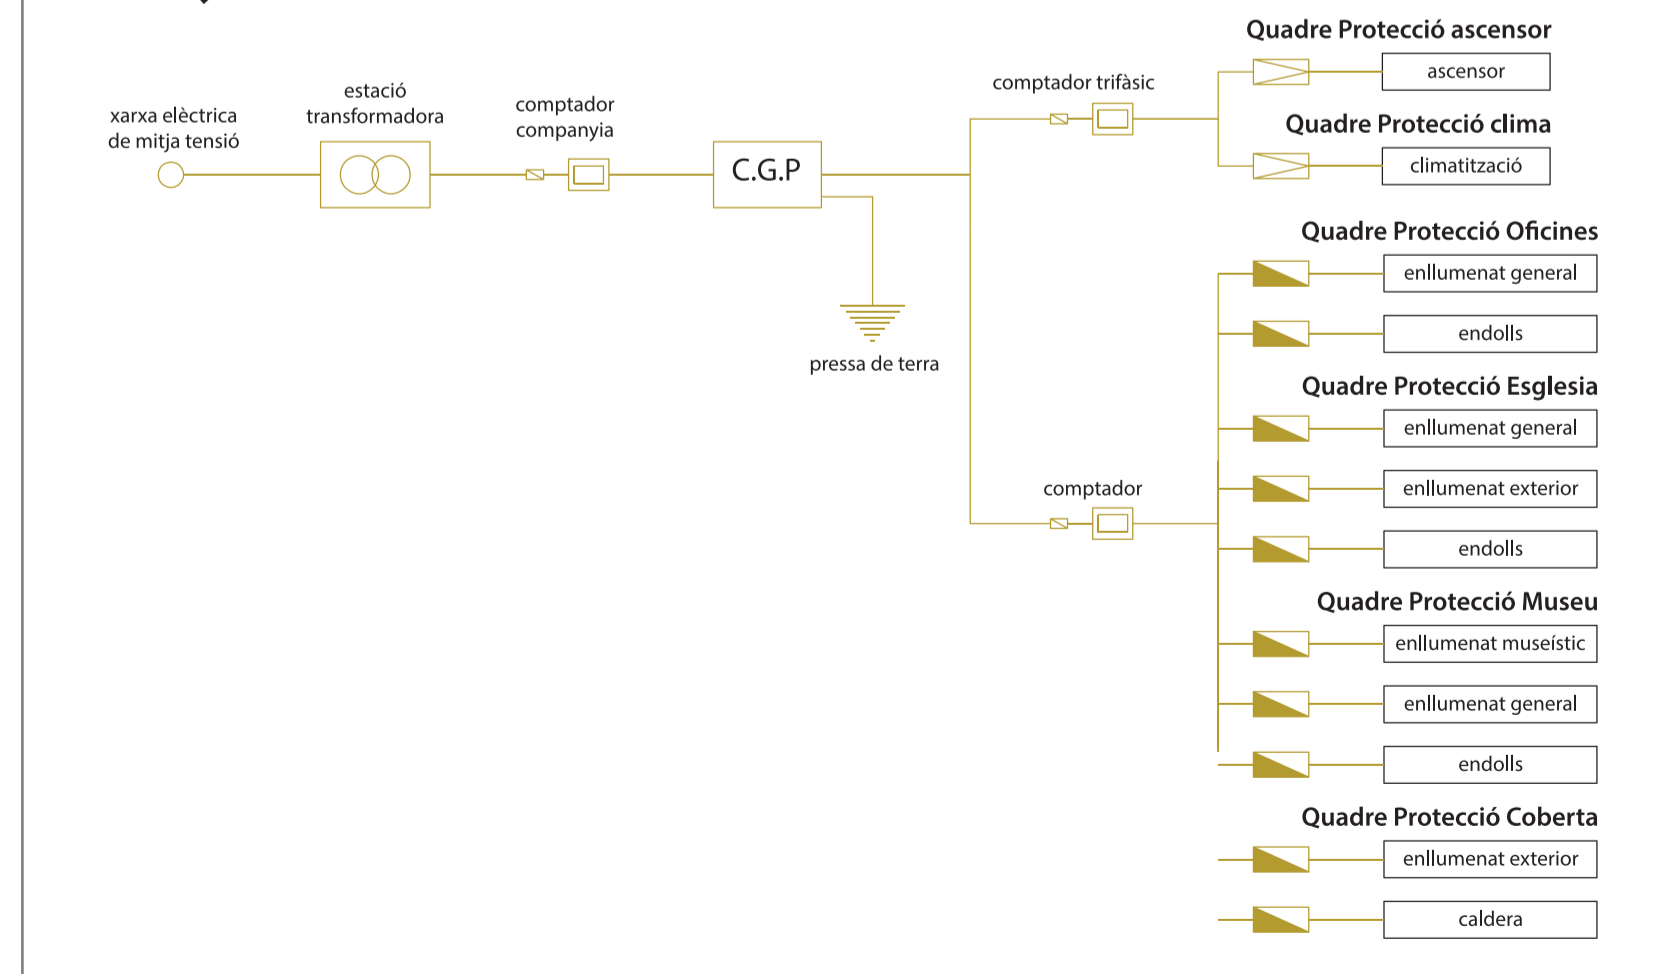 xarxa elèctrica
de mitja tensió
estació
transformadora
comptador
companyia
C.G.P
pressa de terra
comptador trifàsic
comptador
Quadre Protecció ascensor
ascensor
Quadre Protecció clima
climatització
Quadre Protecció Oficines
enllumenat general
endolls
Quadre Protecció Esglesia
enllumenat general
enllumenat exterior
endolls
Quadre Protecció Museu
enllumenat museístic
enllumenat general
endolls
Quadre Protecció Coberta
enllumenat exterior
caldera